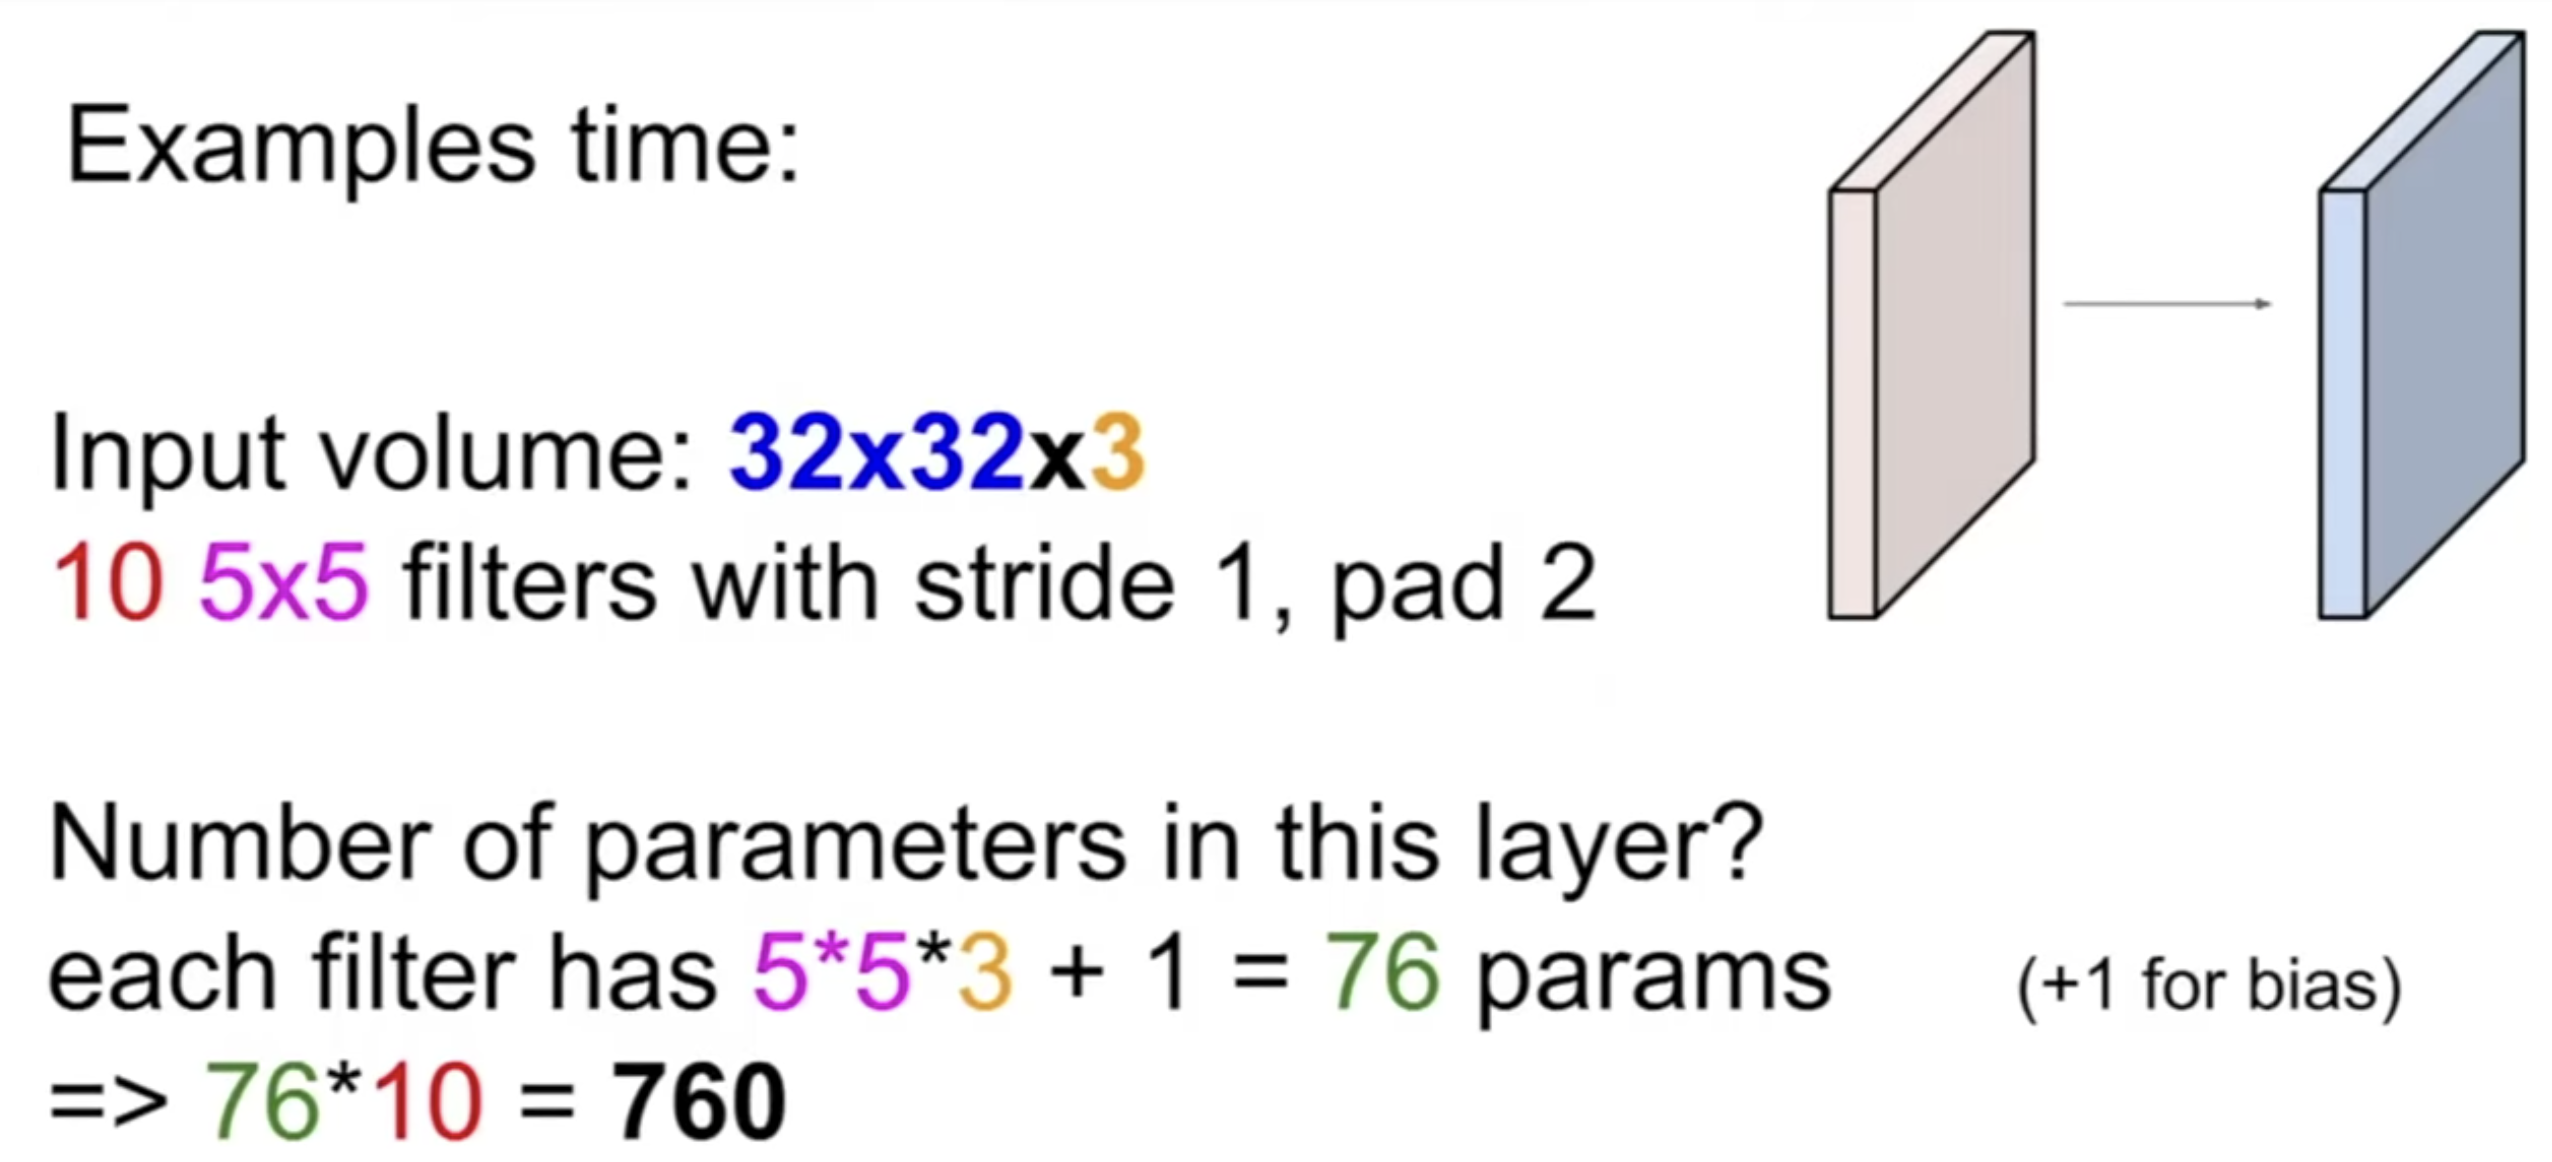 Examples time:
Input volume: 32x32x3
10 5x5 filters with stride 1, pad 2
Number of parameters in this layer?
each filter has 5*5*3 + 1 = 76 params (+1 for bias)
=> 76*10 = 760